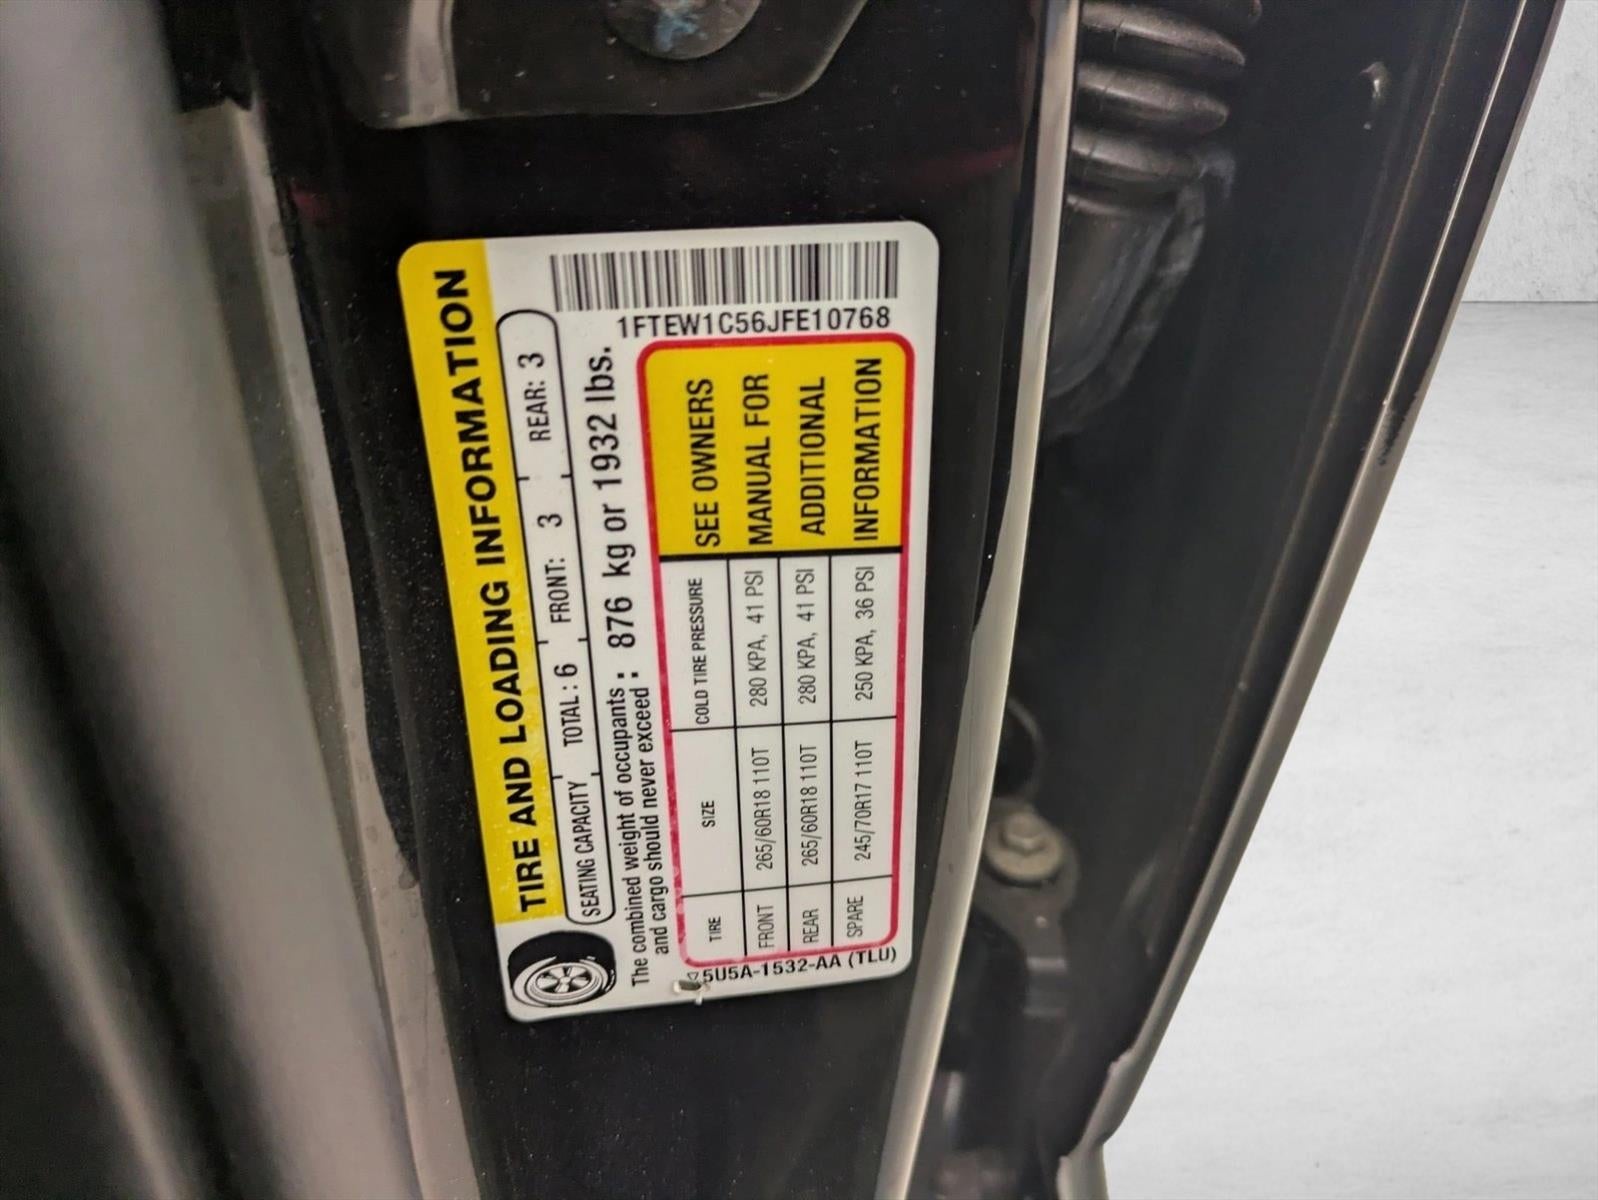 TIRE AND LOADING INFORMATION
SEATING CAPACITY TOTAL: 6 FRONT: 3 REAR: 3
The combined weight of occupants
and cargo should never exceed : 876 kg or 1932 lbs.
1FTEW1C56JFE10768
TIRE SIZE COLD TIRE PRESSURE
FRONT 265/60R18 110T 280 KPA, 41 PSI
REAR 265/60R18 110T 280 KPA, 41 PSI
SPARE 245/70R17 110T 250 KPA, 36 PSI
SEE OWNERS
MANUAL FOR
ADDITIONAL
INFORMATION
5U5A-1532-AA (TLU)